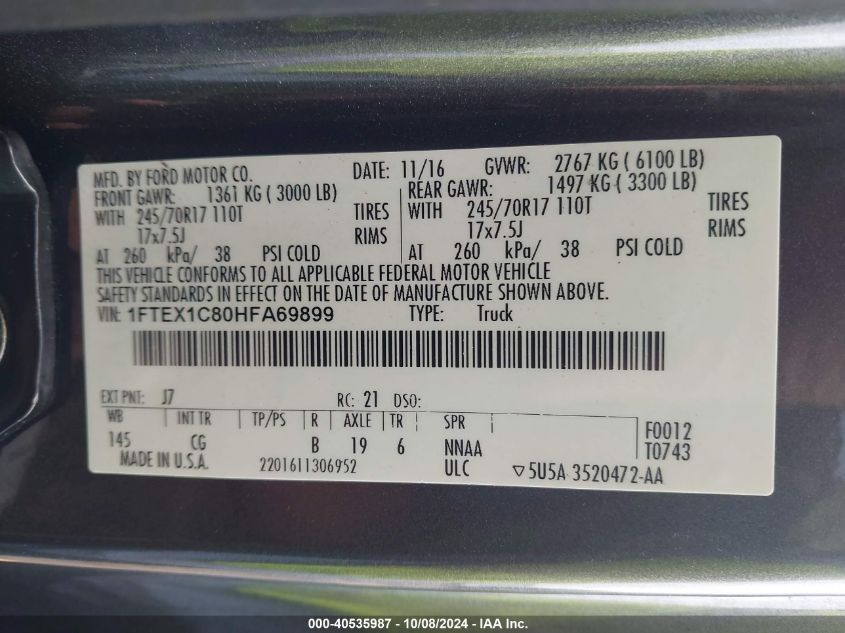 MFD. BY FORD MOTOR CO. DATE: 11/16 GVWR: 2767 KG ( 6100 LB)
FRONT GAWR: 1361 KG ( 3000 LB) REAR GAWR: 1497 KG ( 3300 LB)
WITH 245/70R17 110T TIRES WITH 245/70R17 110T TIRES
17x7.5J RIMS 17x7.5J RIMS
AT 260 kPa/ 38 PSI COLD AT 260 kPa/ 38 PSI COLD
THIS VEHICLE CONFORMS TO ALL APPLICABLE FEDERAL MOTOR VEHICLE
SAFETY STANDARDS IN EFFECT ON THE DATE OF MANUFACTURE SHOWN ABOVE.
VIN: 1FTEX1C80HFA69899 TYPE: Truck
EXT PNT: J7 RC: 21 DSO:
WB INT TR TP/PS R AXLE TR SPR F0012
145 CG B 19 6 NNAA T0743
MADE IN U.S.A. 2201611306952 ULC ▽5U5A-3520472-AA
000-40535987 - 10/08/2024 - IAA Inc.